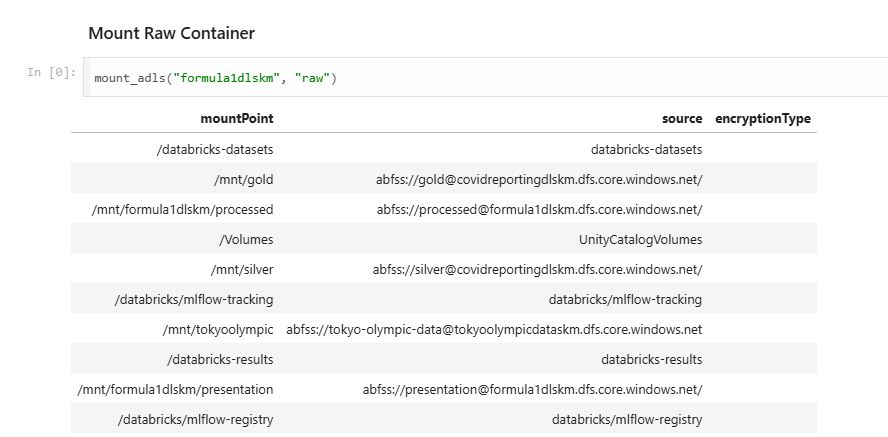 Mount Raw Container
In [0]: mount_adls("formula1dlskm", "raw")
mountPoint source encryptionType
/databricks-datasets databricks-datasets
/mnt/gold abfss://gold@covidreportingdlskm.dfs.core.windows.net/
/mnt/formula1dlskm/processed abfss://processed@formula1dlskm.dfs.core.windows.net/
/Volumes UnityCatalogVolumes
/mnt/silver abfss://silver@covidreportingdlskm.dfs.core.windows.net/
/databricks/mlflow-tracking databricks/mlflow-tracking
/mnt/tokyoolympic abfss://tokyo-olympic-data@tokyoolympicdataskm.dfs.core.windows.net
/databricks-results databricks-results
/mnt/formula1dlskm/presentation abfss://presentation@formula1dlskm.dfs.core.windows.net/
/databricks/mlflow-registry databricks/mlflow-registry